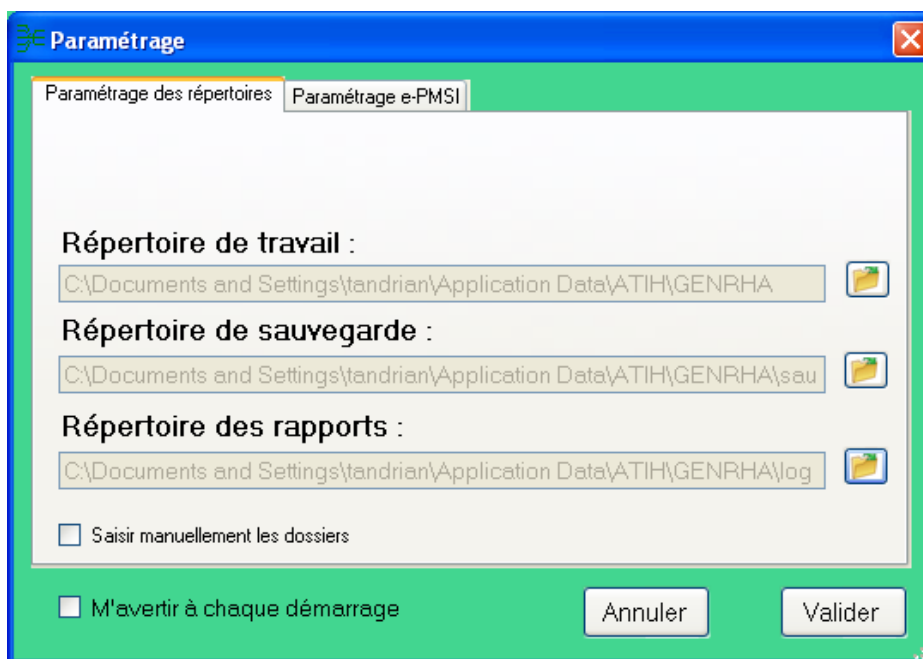 Paramétrage
Paramétrage des répertoires
Paramétrage e-PMSI
Répertoire de travail :
C:\Documents and Settings\tandrian\Application Data\ATIH\GENRHA
Répertoire de sauvegarde :
C:\Documents and Settings\tandrian\Application Data\ATIH\GENRHA\sau
Répertoire des rapports :
C:\Documents and Settings\tandrian\Application Data\ATIH\GENRHA\log
Saisir manuellement les dossiers
M'avertir à chaque démarrage
Annuler
Valider